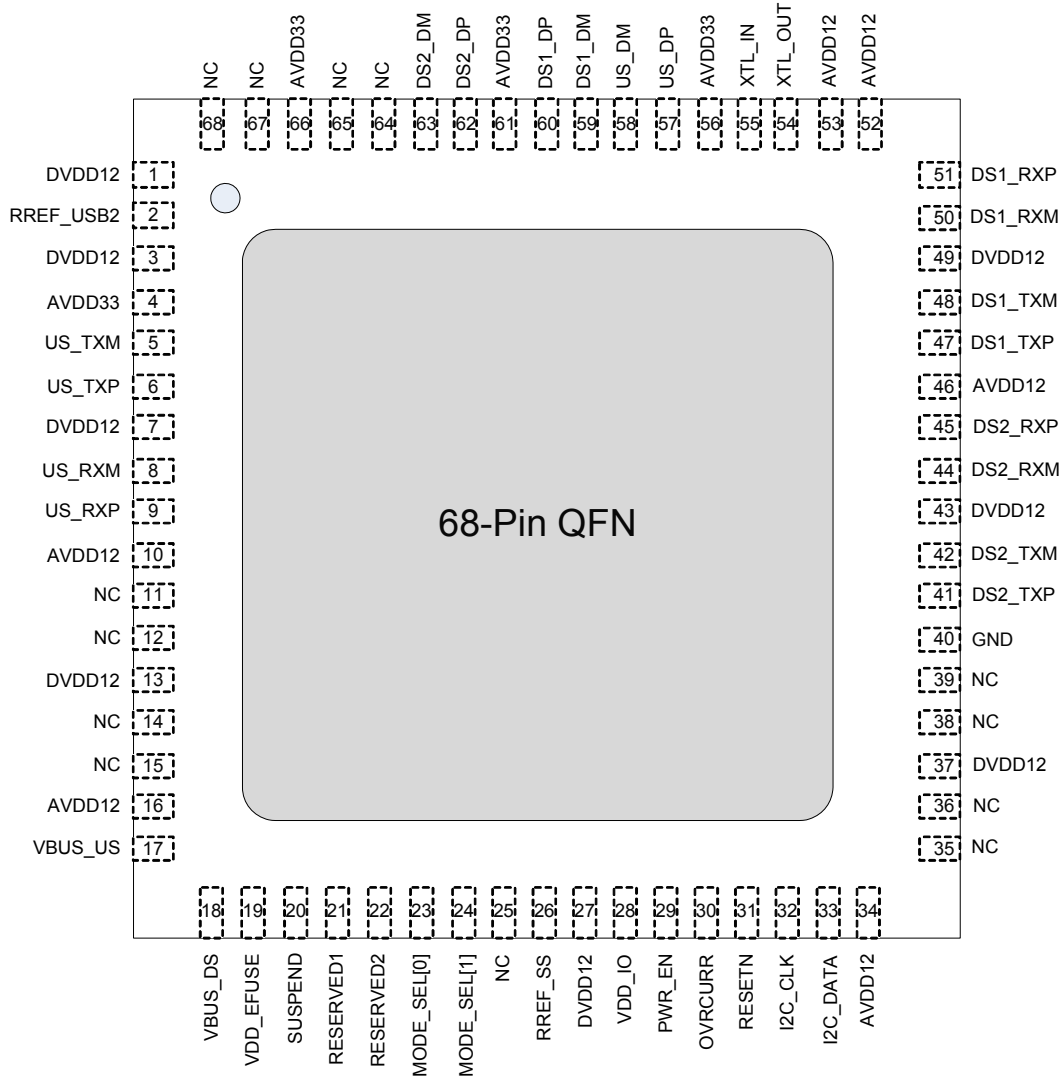 NC
NC
AVDD33
NC
NC
DS2_DM
DS2_DP
AVDD33
DS1_DP
DS1_DM
US_DM
US_DP
AVDD33
XTL_IN
XTL_OUT
AVDD12
AVDD12
68 67 66 65 64 63 62 61 60 59 58 57 56 55 54 53 52
DVDD12 1
RREF_USB2 2
DVDD12 3
AVDD33 4
US_TXM 5
US_TXP 6
DVDD12 7
US_RXM 8
US_RXP 9
AVDD12 10
NC 11
NC 12
DVDD12 13
NC 14
NC 15
AVDD12 16
VBUS_US 17
68-Pin QFN
51 DS1_RXP
50 DS1_RXM
49 DVDD12
48 DS1_TXM
47 DS1_TXP
46 AVDD12
45 DS2_RXP
44 DS2_RXM
43 DVDD12
42 DS2_TXM
41 DS2_TXP
40 GND
39 NC
38 NC
37 DVDD12
36 NC
35 NC
18 19 20 21 22 23 24 25 26 27 28 29 30 31 32 33 34
VBUS_DS
VDD_EFUSE
SUSPEND
RESERVED1
RESERVED2
MODE_SEL[0]
MODE_SEL[1]
NC
RREF_SS
DVDD12
VDD_IO
PWR_EN
OVRCURR
RESETN
I2C_CLK
I2C_DATA
AVDD12